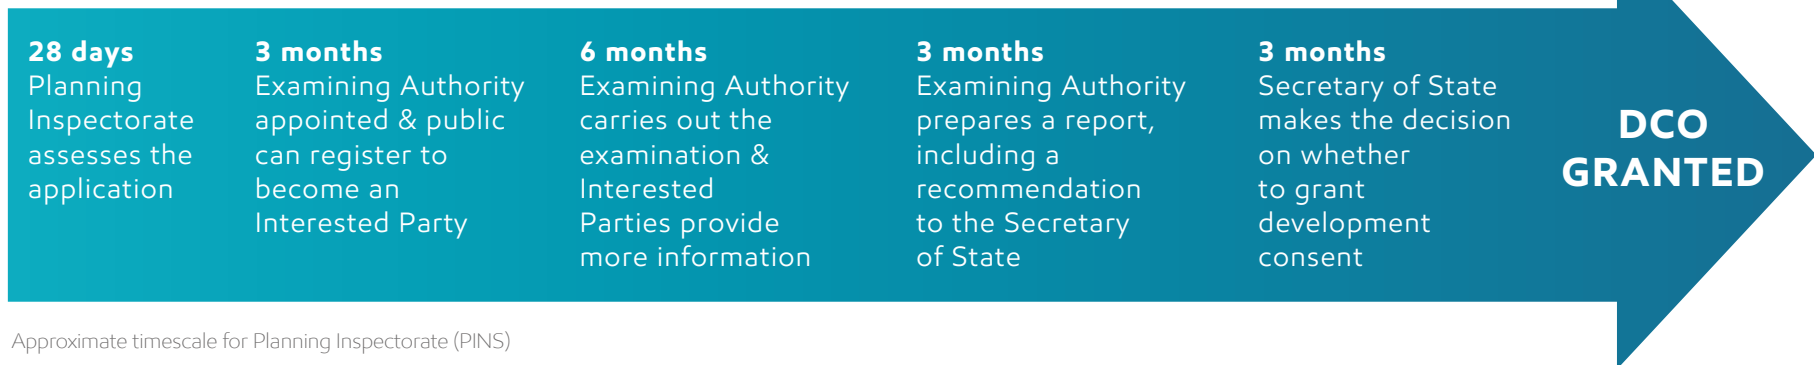 28 days
Planning
Inspectorate
assesses the
application
3 months
Examining Authority
appointed & public
can register to
become an
Interested Party
6 months
Examining Authority
carries out the
examination &
Interested
Parties provide
more information
3 months
Examining Authority
prepares a report,
including a
recommendation
to the Secretary
of State
3 months
Secretary of State
makes the decision
on whether
to grant
development
consent
DCO
GRANTED
Approximate timescale for Planning Inspectorate (PINS)